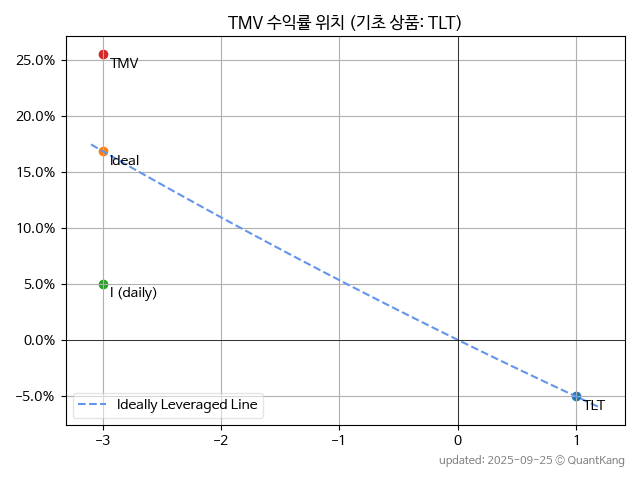 TMV 수익률 위치 (기초 상품: TLT)
25.0%
20.0%
15.0%
10.0%
5.0%
0.0%
−5.0%
TMV
Ideal
I (daily)
TLT
Ideally Leveraged Line
−3
−2
−1
0
1
updated: 2025-09-25 © QuantKang